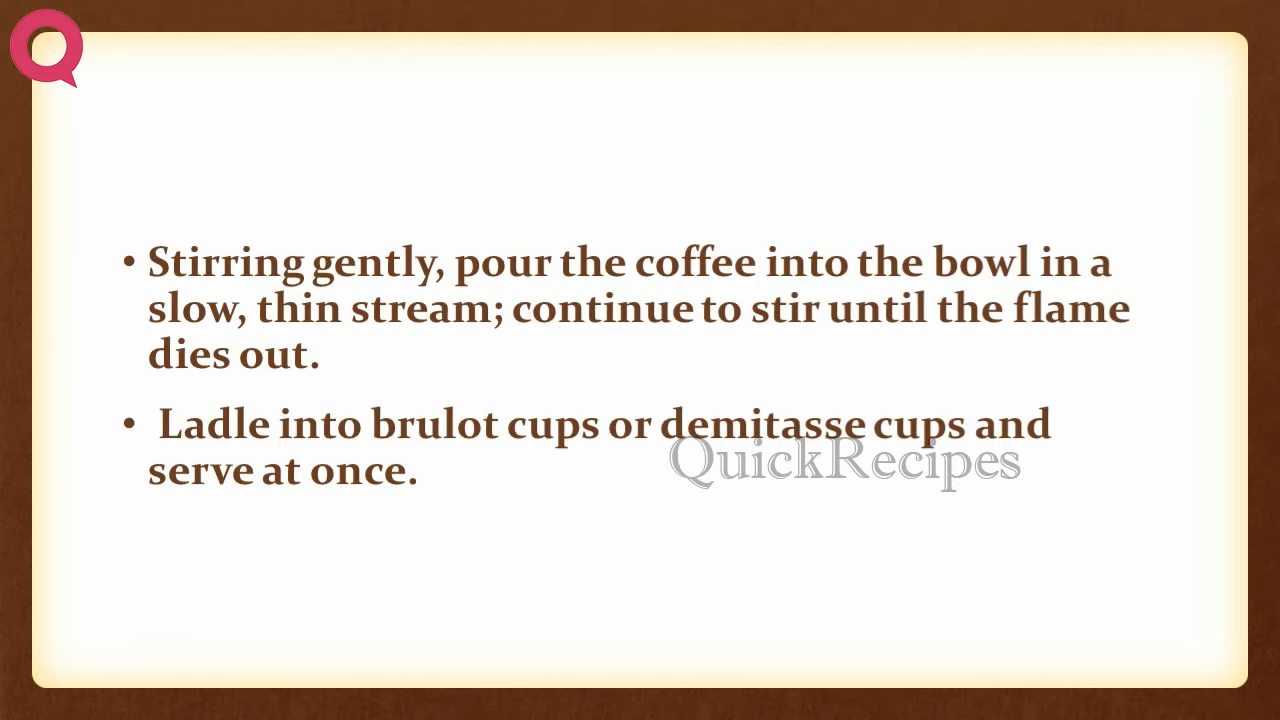 • Stirring gently, pour the coffee into the bowl in a
slow, thin stream; continue to stir until the flame
dies out.
• Ladle into brulot cups or demitasse cups and
serve at once.
QuickRecipes